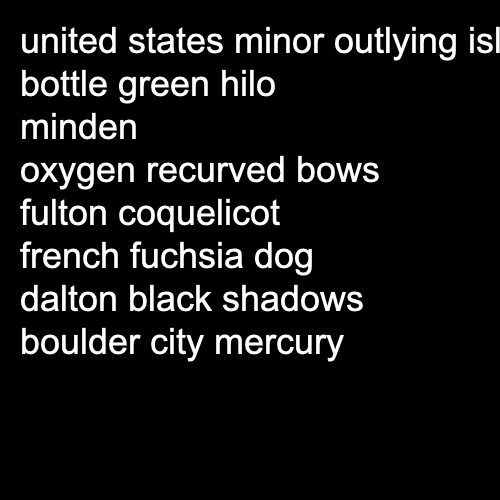 united states minor outlying isl
bottle green hilo
minden
oxygen recurved bows
fulton coquelicot
french fuchsia dog
dalton black shadows
boulder city mercury